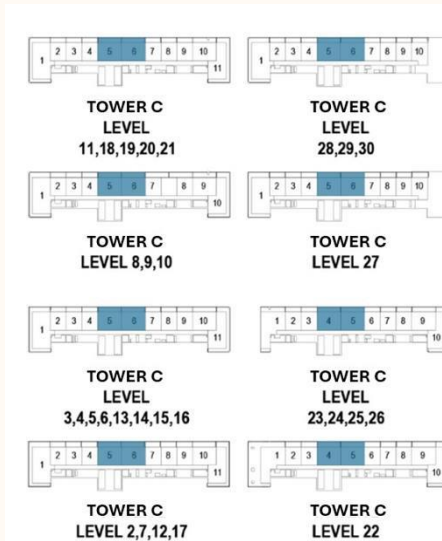 1 2 3 4 5 6 7 8 9 10 11
TOWER C
LEVEL
11,18,19,20,21
1 2 3 4 5 6 7 8 9 10
TOWER C
LEVEL
28,29,30
1 2 3 4 5 6 7 8 9 10
TOWER C
LEVEL 8,9,10
1 2 3 4 5 6 7 8 9 10
TOWER C
LEVEL 27
1 2 3 4 5 6 7 8 9 10 11
TOWER C
LEVEL
3,4,5,6,13,14,15,16
1 2 3 4 5 6 7 8 9 10
TOWER C
LEVEL
23,24,25,26
1 2 3 4 5 6 7 8 9 10 11
TOWER C
LEVEL 2,7,12,17
1 2 3 4 5 6 7 8 9 10
TOWER C
LEVEL 22